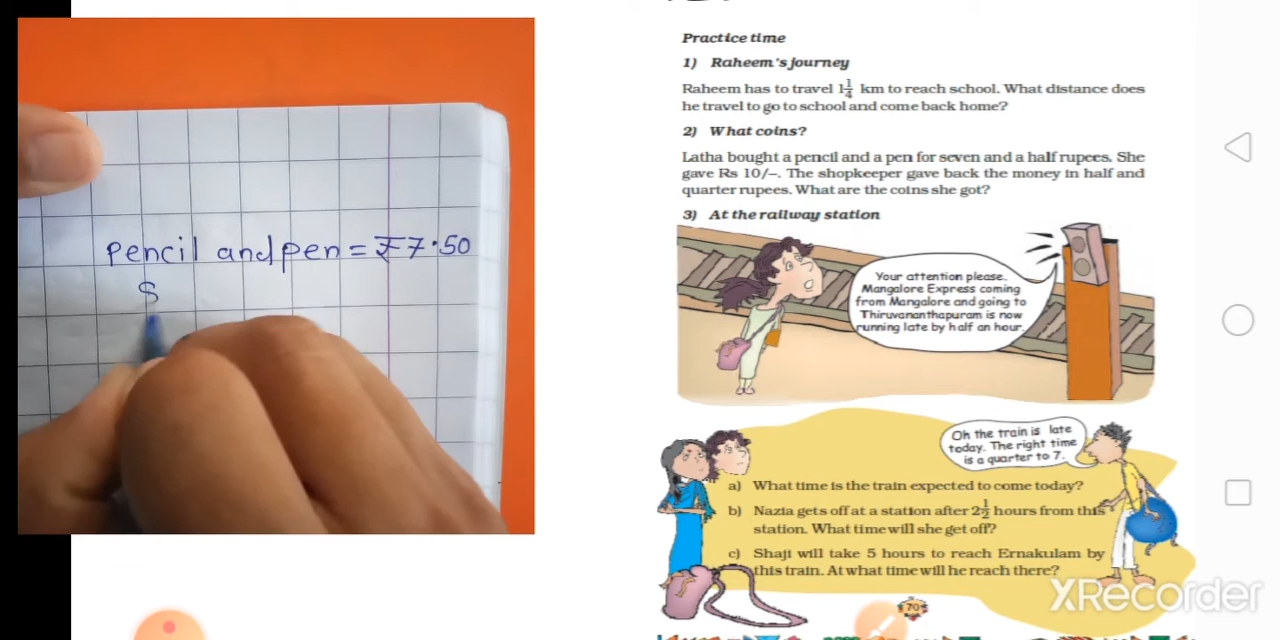 pencil and pen = ₹7.50
S
Practice time
1) Raheem's journey
Raheem has to travel 1¼ km to reach school. What distance does
he travel to go to school and come back home?
2) What coins?
Latha bought a pencil and a pen for seven and a half rupees. She
gave Rs 10/–. The shopkeeper gave back the money in half and
quarter rupees. What are the coins she got?
3) At the railway station
Your attention please.
Mangalore Express coming
from Mangalore and going to
Thiruvananthapuram is now
running late by half an hour.
Oh the train is late
today. The right time
is a quarter to 7.
a) What time is the train expected to come today?
b) Nazia gets off at a station after 2½ hours from this
station. What time will she get off?
c) Shaji will take 5 hours to reach Ernakulam by
this train. At what time will he reach there?
70
XRecorder